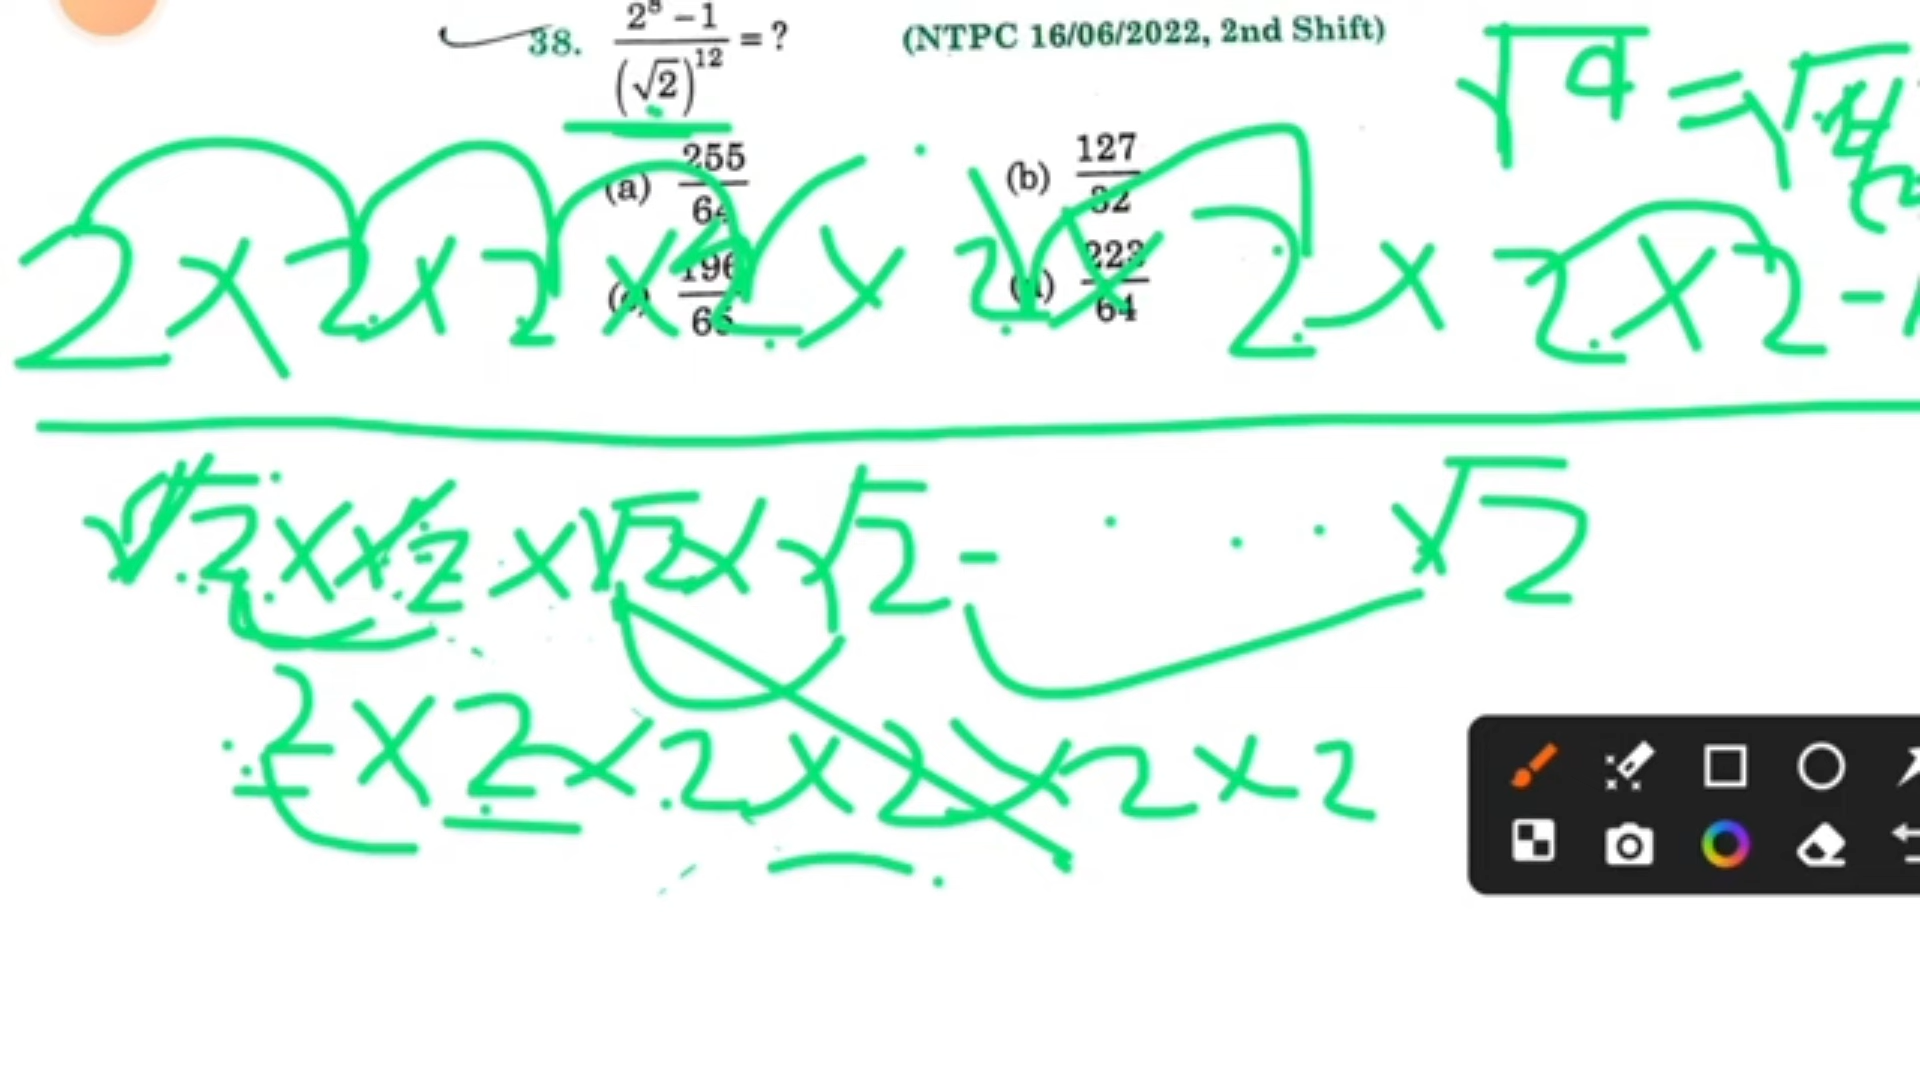 38. 2⁸ − 1 / (√2)¹² = ? (NTPC 16/06/2022, 2nd Shift)
√4 = √
(a) 255/64 (b) 127/32
(c) 196/65 (d) 223/64
2 × 2 × 2 × 2 × 2 × 2 × 2 × 2 − 1
√2 × 2 × √2 × √2 − . . . √2
2 × 2 × 2 × 2 × 2 × 2